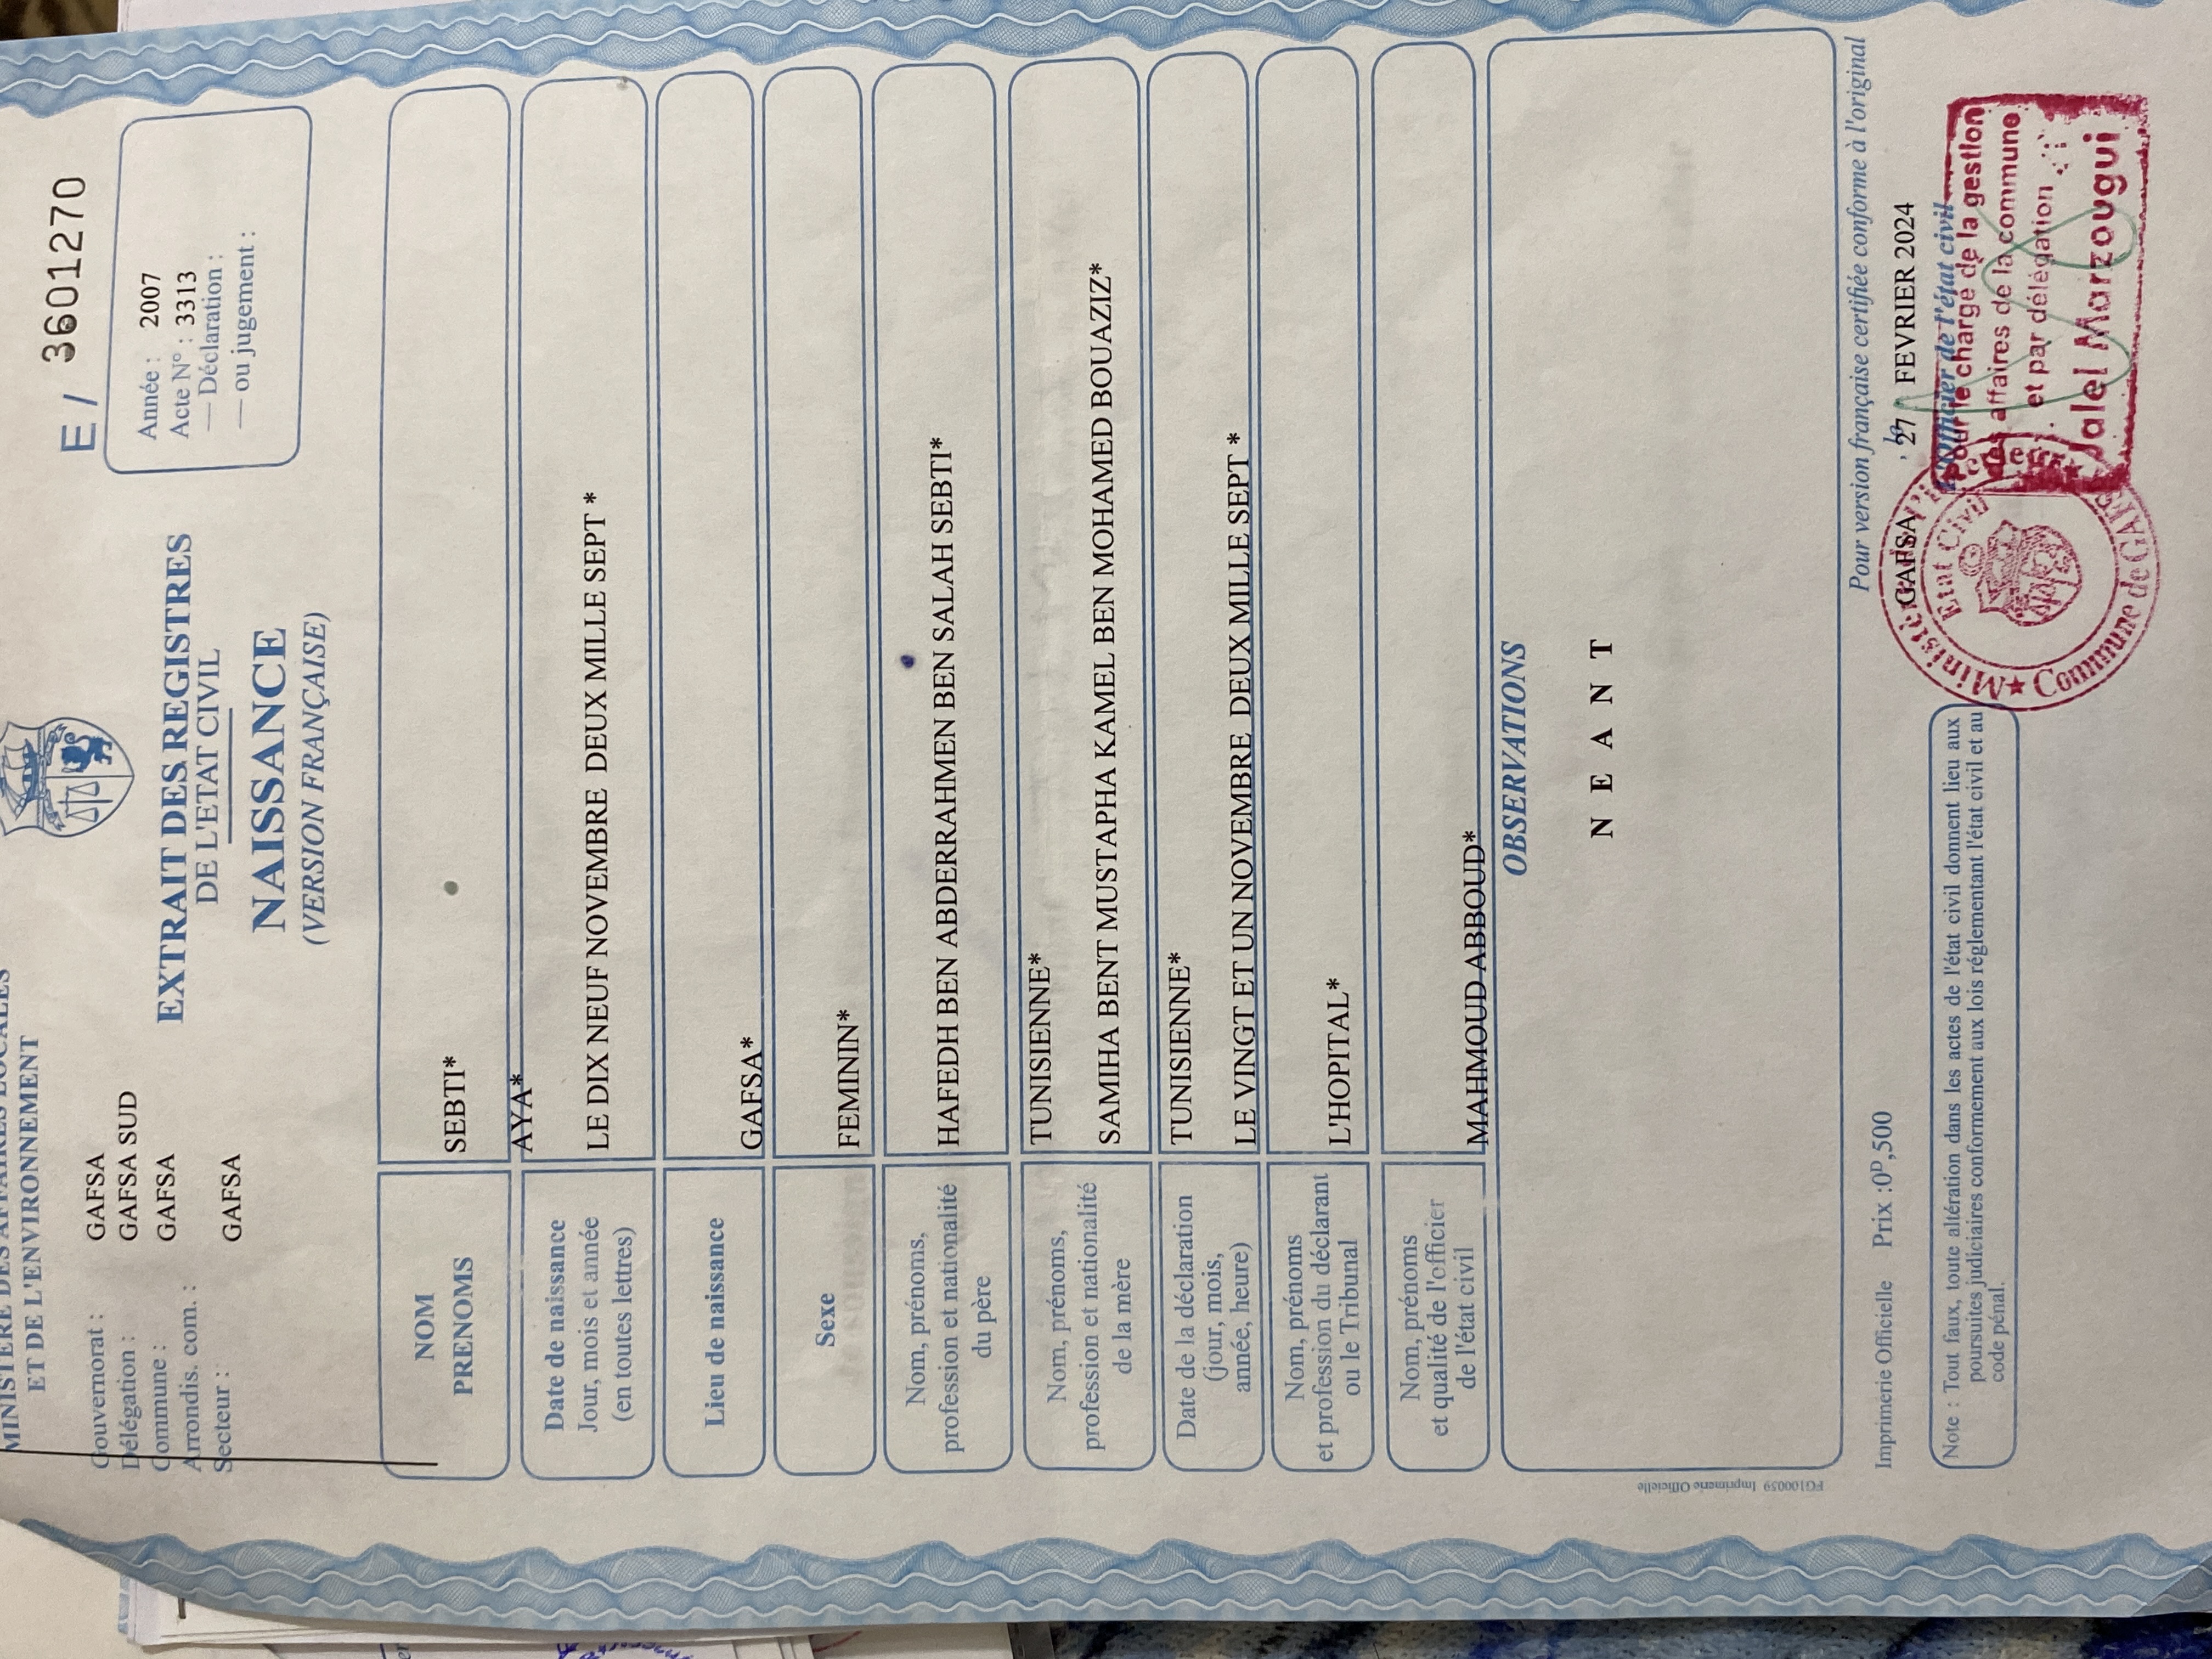 MINISTERE DES AFFAIRES LOCALES
ET DE L'ENVIRONNEMENT
Gouvernorat : GAFSA
Délégation : GAFSA SUD
Commune : GAFSA
Arrondis. com. :
Secteur : GAFSA
E / 3601270
Année : 2007
Acte N° : 3313
— Déclaration :
— ou jugement :
EXTRAIT DES REGISTRES
DE L'ETAT CIVIL
NAISSANCE
(VERSION FRANÇAISE)
NOM
PRENOMS
SEBTI*
AYA*
Date de naissance
Jour, mois et année
(en toutes lettres)
LE DIX NEUF NOVEMBRE DEUX MILLE SEPT *
Lieu de naissance
GAFSA*
Sexe
FEMININ*
Nom, prénoms,
profession et nationalité
du père
HAFEDH BEN ABDERRAHMEN BEN SALAH SEBTI*
TUNISIENNE*
Nom, prénoms,
profession et nationalité
de la mère
SAMIHA BENT MUSTAPHA KAMEL BEN MOHAMED BOUAZIZ*
TUNISIENNE*
Date de la déclaration
(jour, mois,
année, heure)
LE VINGT ET UN NOVEMBRE DEUX MILLE SEPT *
Nom, prénoms
et profession du déclarant
ou le Tribunal
L'HOPITAL*
Nom, prénoms
et qualité de l'officier
de l'état civil
MAHMOUD ABBOUD*
OBSERVATIONS
N E A N T
FG100059 Imprimerie Officielle
Pour version française certifiée conforme à l'original
GAFSA, le 27 FEVRIER 2024
l'Officier de l'état civil
Pour le chargé de la gestion
des affaires de la commune
et par délégation
Jalel Marzougui
Etat Civil
Commune de GAFSA
Imprimerie Officielle Prix :0ᴰ,500
Note : Tout faux, toute altération dans les actes de l'état civil donnent lieu aux
poursuites judiciaires conformement aux lois réglementant l'état civil et au
code pénal.